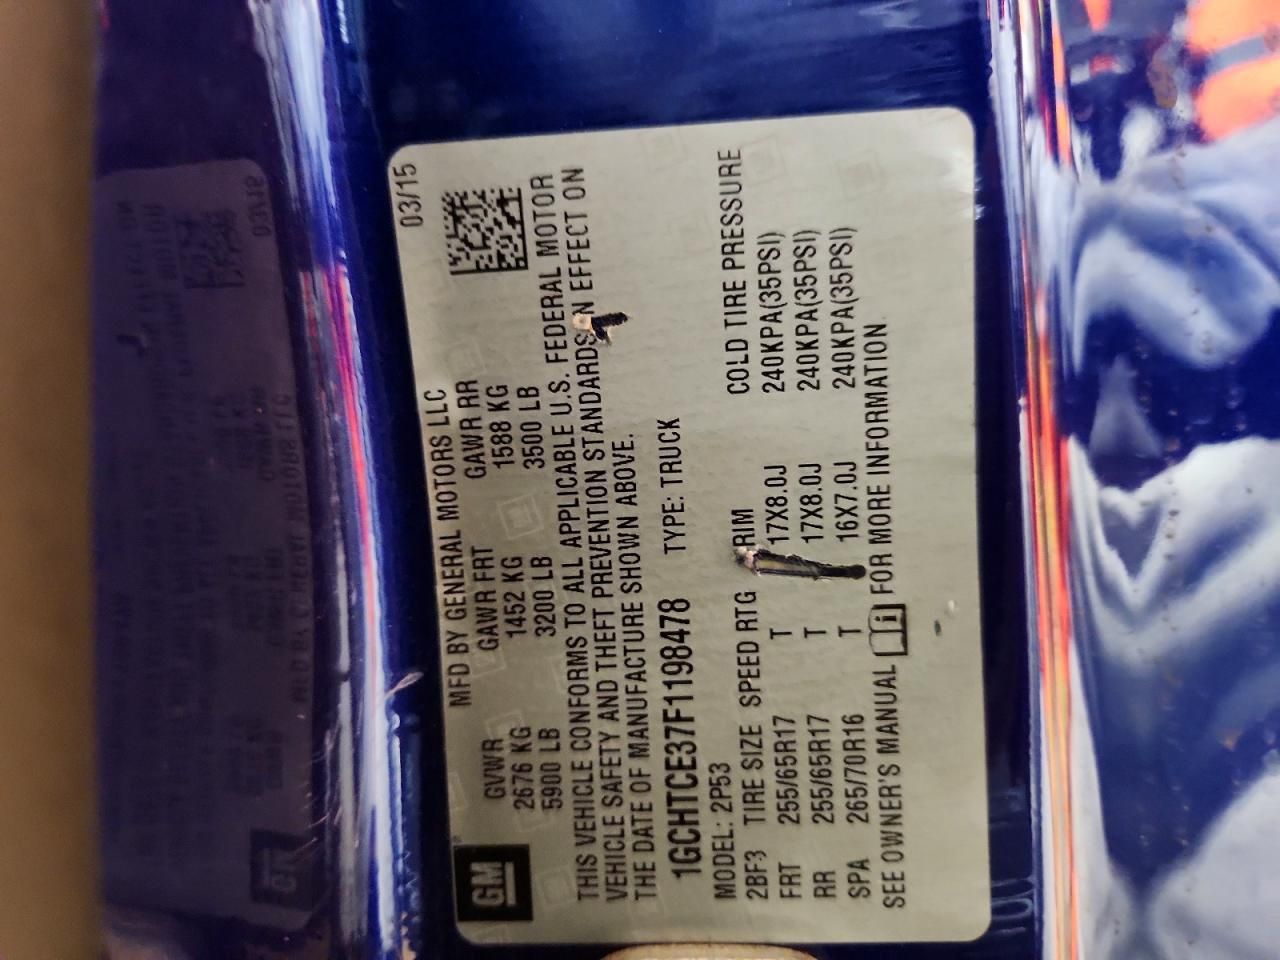 03/15
MFD BY GENERAL MOTORS LLC
GM
GVWR GAWR FRT GAWR RR
2676 KG 1452 KG 1588 KG
5900 LB 3200 LB 3500 LB
THIS VEHICLE CONFORMS TO ALL APPLICABLE U.S. FEDERAL MOTOR
VEHICLE SAFETY AND THEFT PREVENTION STANDARDS IN EFFECT ON
THE DATE OF MANUFACTURE SHOWN ABOVE.
1GCHTCE37F1198478 TYPE: TRUCK
MODEL: 2P53
2BF3 TIRE SIZE SPEED RTG RIM COLD TIRE PRESSURE
FRT 255/65R17 T 17X8.0J 240KPA(35PSI)
RR 255/65R17 T 17X8.0J 240KPA(35PSI)
SPA 265/70R16 T 16X7.0J 240KPA(35PSI)
SEE OWNER'S MANUAL i FOR MORE INFORMATION